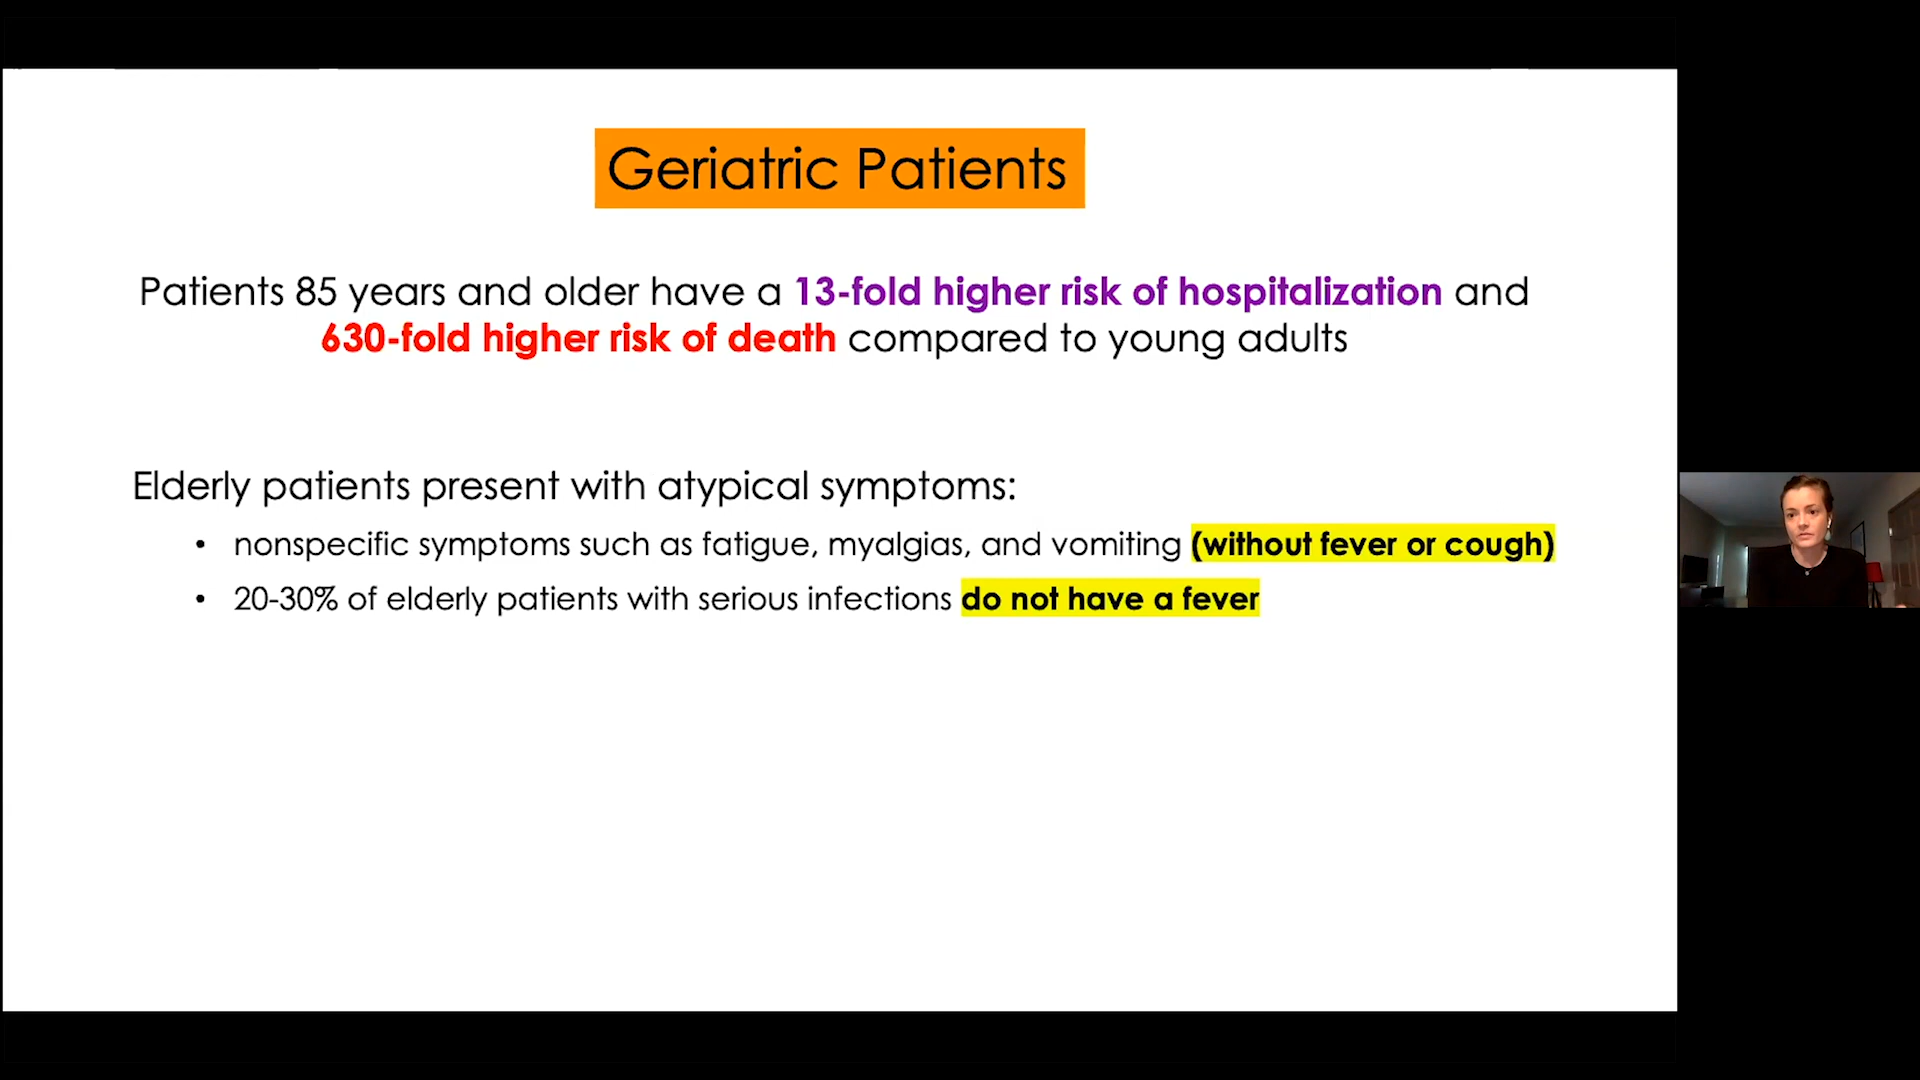 Geriatric Patients
Patients 85 years and older have a 13-fold higher risk of hospitalization and
630-fold higher risk of death compared to young adults
Elderly patients present with atypical symptoms:
• nonspecific symptoms such as fatigue, myalgias, and vomiting (without fever or cough)
• 20-30% of elderly patients with serious infections do not have a fever